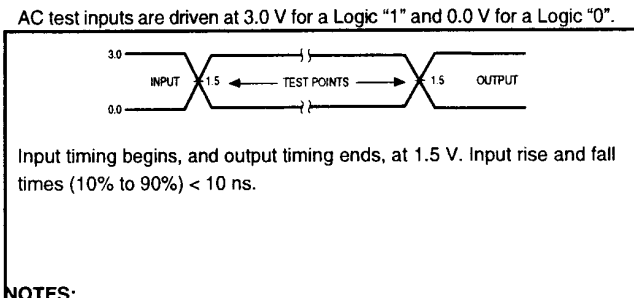 AC test inputs are driven at 3.0 V for a Logic “1” and 0.0 V for a Logic “0”.
3.0
INPUT 1.5 TEST POINTS 1.5 OUTPUT
0.0
Input timing begins, and output timing ends, at 1.5 V. Input rise and fall
times (10% to 90%) < 10 ns.
NOTES: